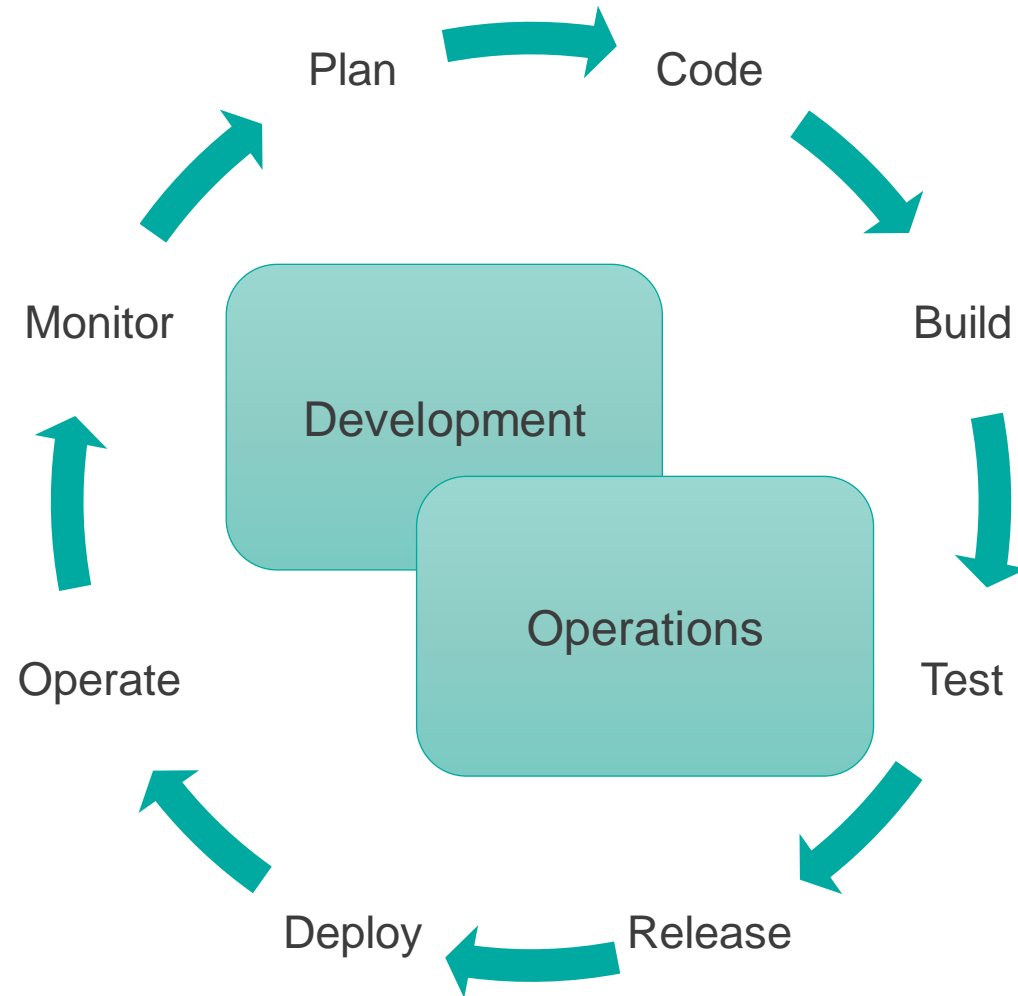 Plan
Code
Build
Test
Release
Deploy
Operate
Monitor
Development
Operations